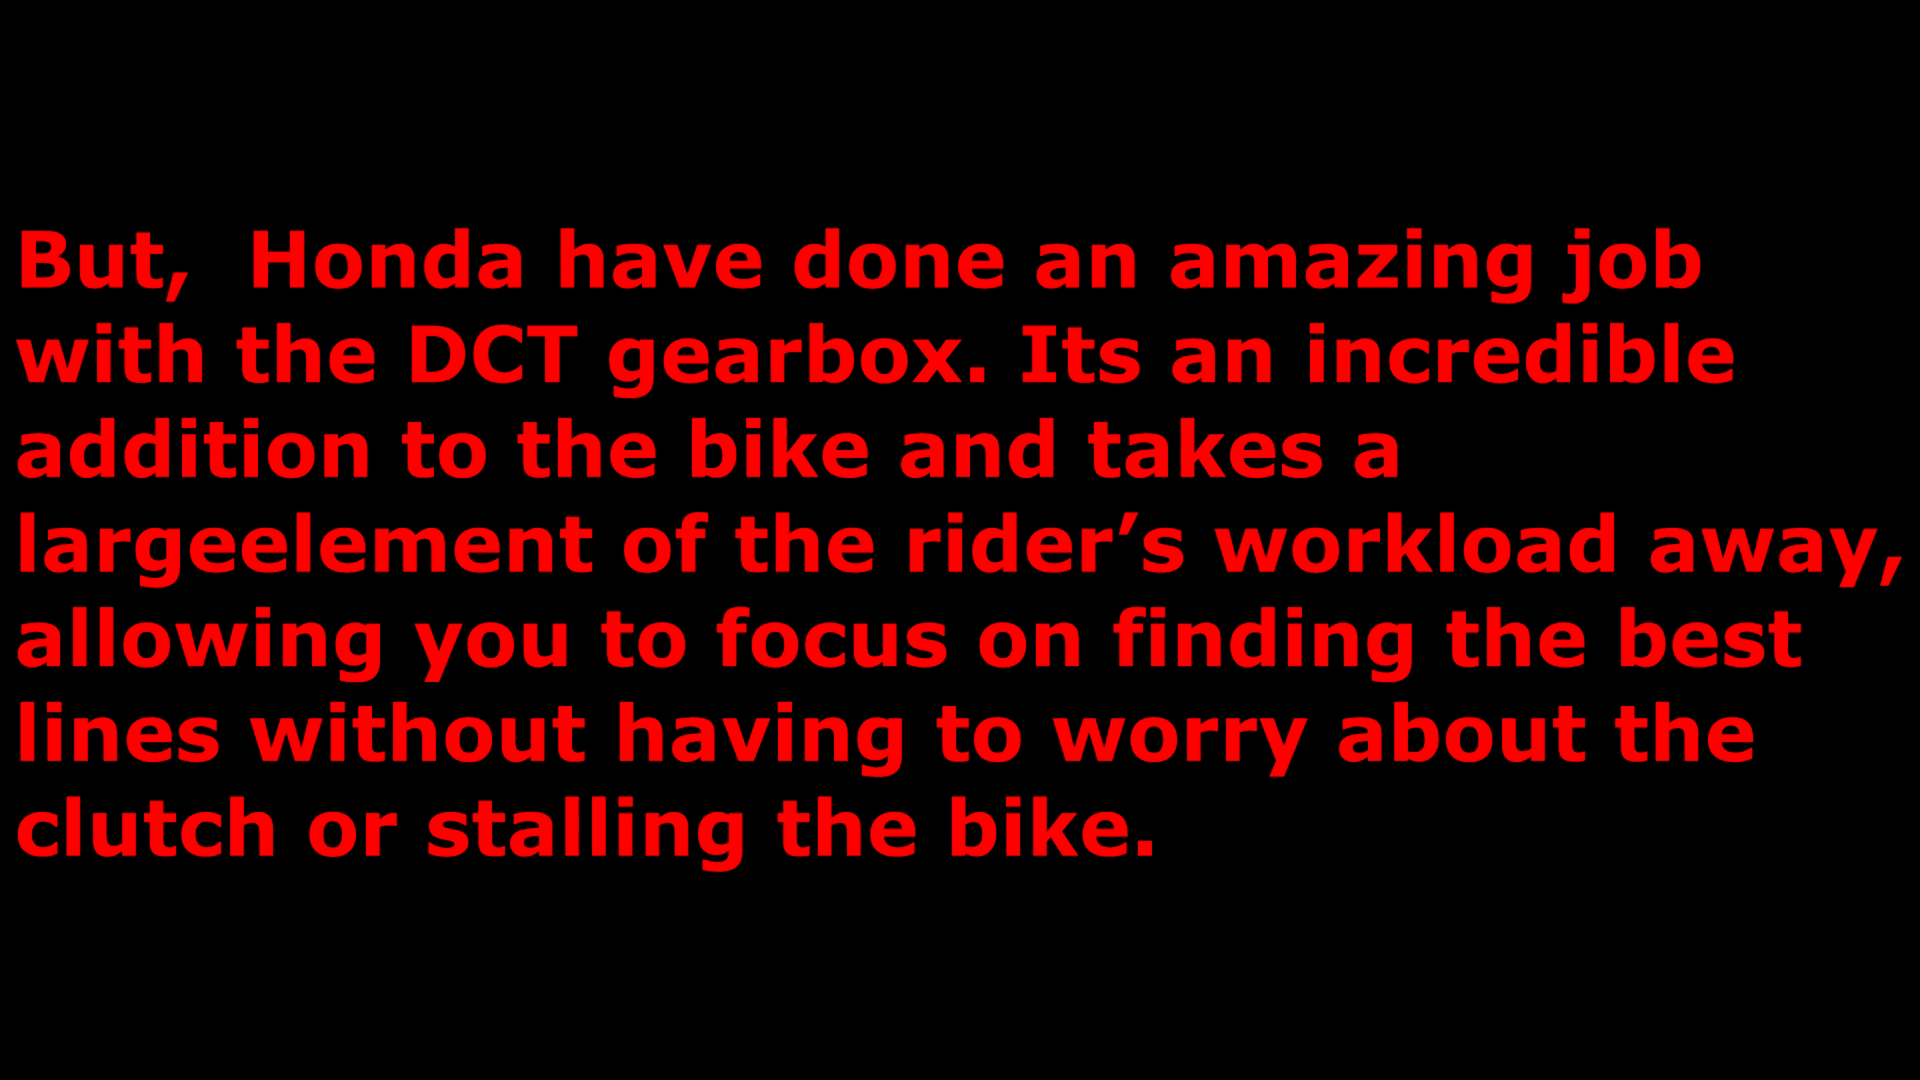 But,  Honda have done an amazing job
with the DCT gearbox. Its an incredible
addition to the bike and takes a
largeelement of the rider’s workload away,
allowing you to focus on finding the best
lines without having to worry about the
clutch or stalling the bike.